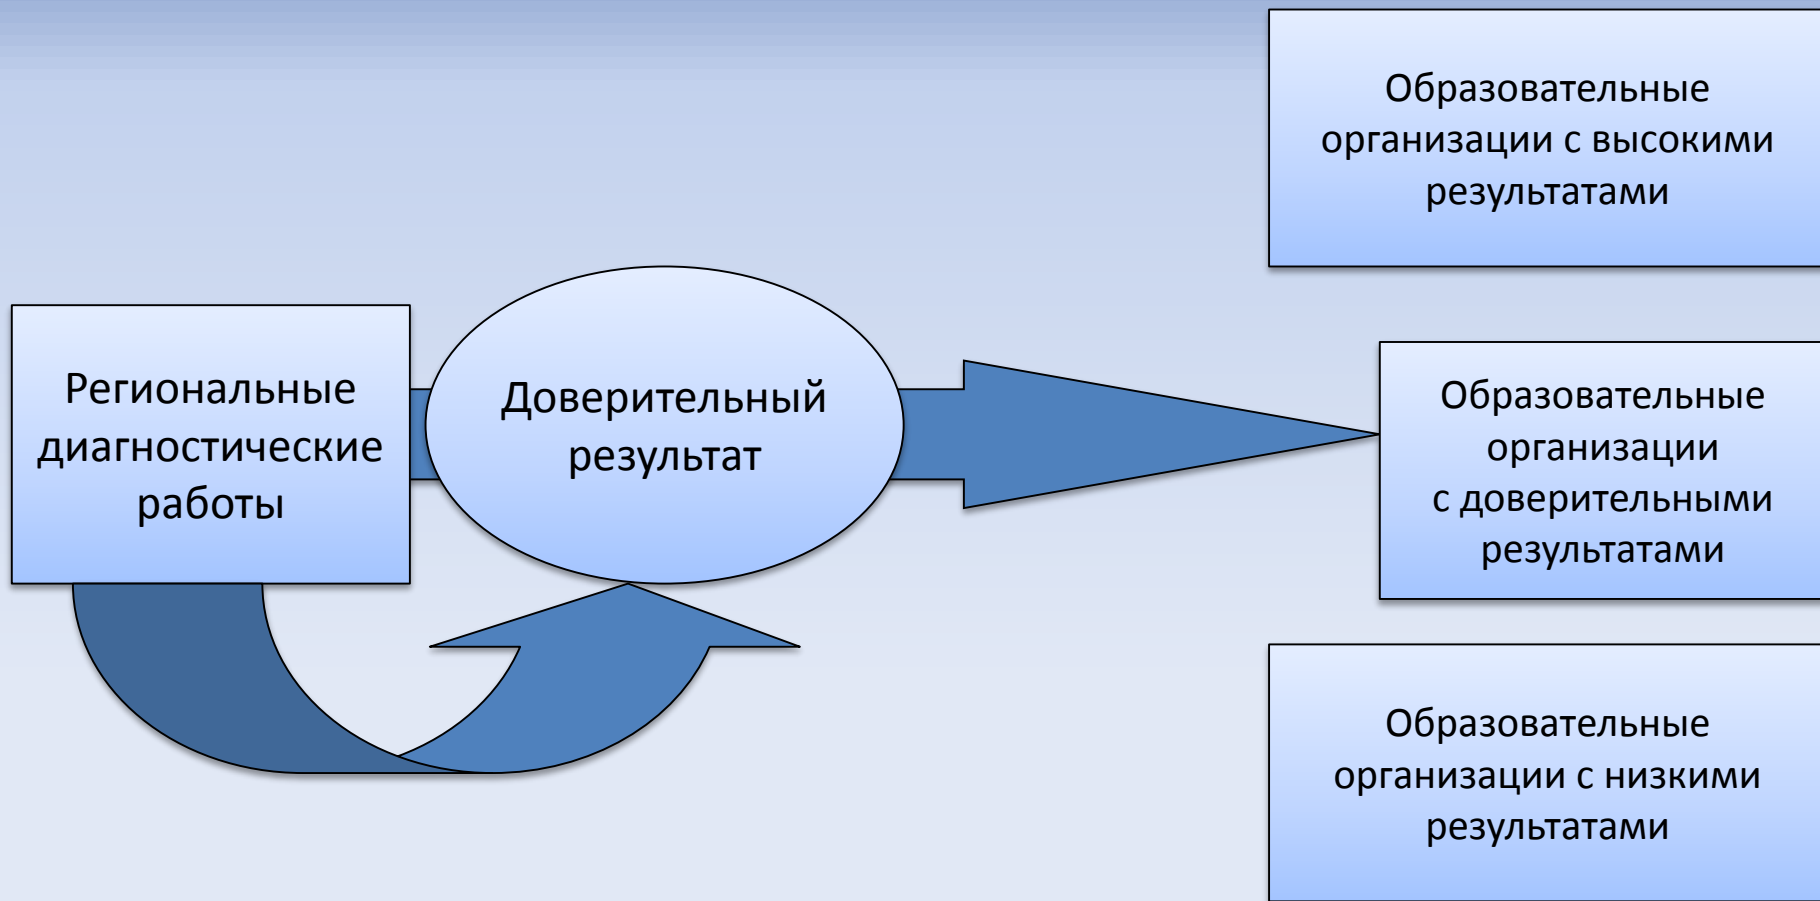 Образовательные
организации с высокими
результатами
Региональные
диагностические
работы
Доверительный
результат
Образовательные
организации
с доверительными
результатами
Образовательные
организации с низкими
результатами